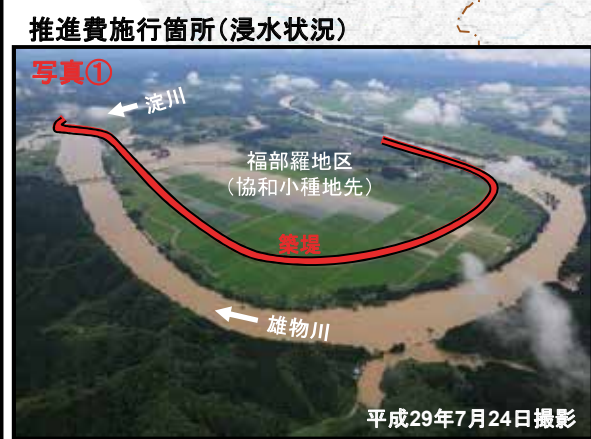 推進費施行箇所（浸水状況）
写真①
淀川
福部羅地区
（協和小種地先）
築堤
雄物川
平成29年7月24日撮影